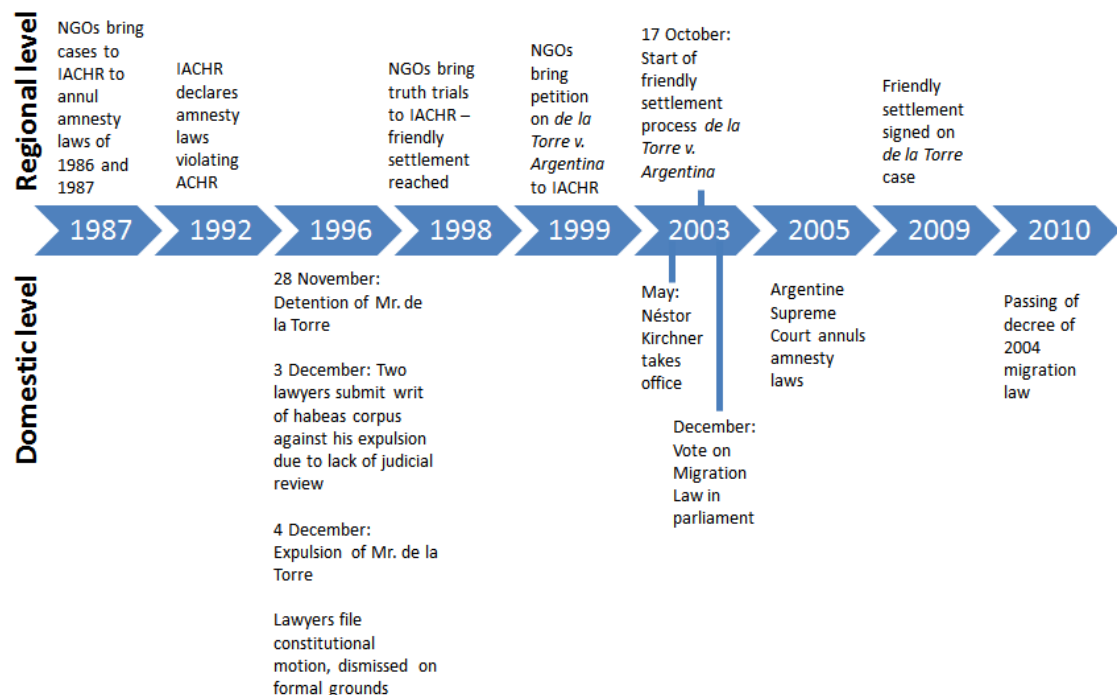 Regional level
NGOs bring
cases to
IACHR to
annul
amnesty
laws of
1986 and
1987
IACHR
declares
amnesty
laws
violating
ACHR
NGOs bring
truth trials
to IACHR –
friendly
settlement
reached
NGOs
bring
petition
on de la
Torre v.
Argentina
to IACHR
17 October:
Start of
friendly
settlement
process de la
Torre v.
Argentina
Friendly
settlement
signed on
de la Torre
case
1987
1992
1996
1998
1999
2003
2005
2009
2010
Domestic level
28 November:
Detention of Mr. de
la Torre
3 December: Two
lawyers submit writ
of habeas corpus
against his expulsion
due to lack of judicial
review
4 December:
Expulsion of Mr. de la
Torre
Lawyers file
constitutional
motion, dismissed on
formal grounds
May:
Néstor
Kirchner
takes
office
December:
Vote on
Migration
Law in
parliament
Argentine
Supreme
Court annuls
amnesty
laws
Passing of
decree of
2004
migration
law